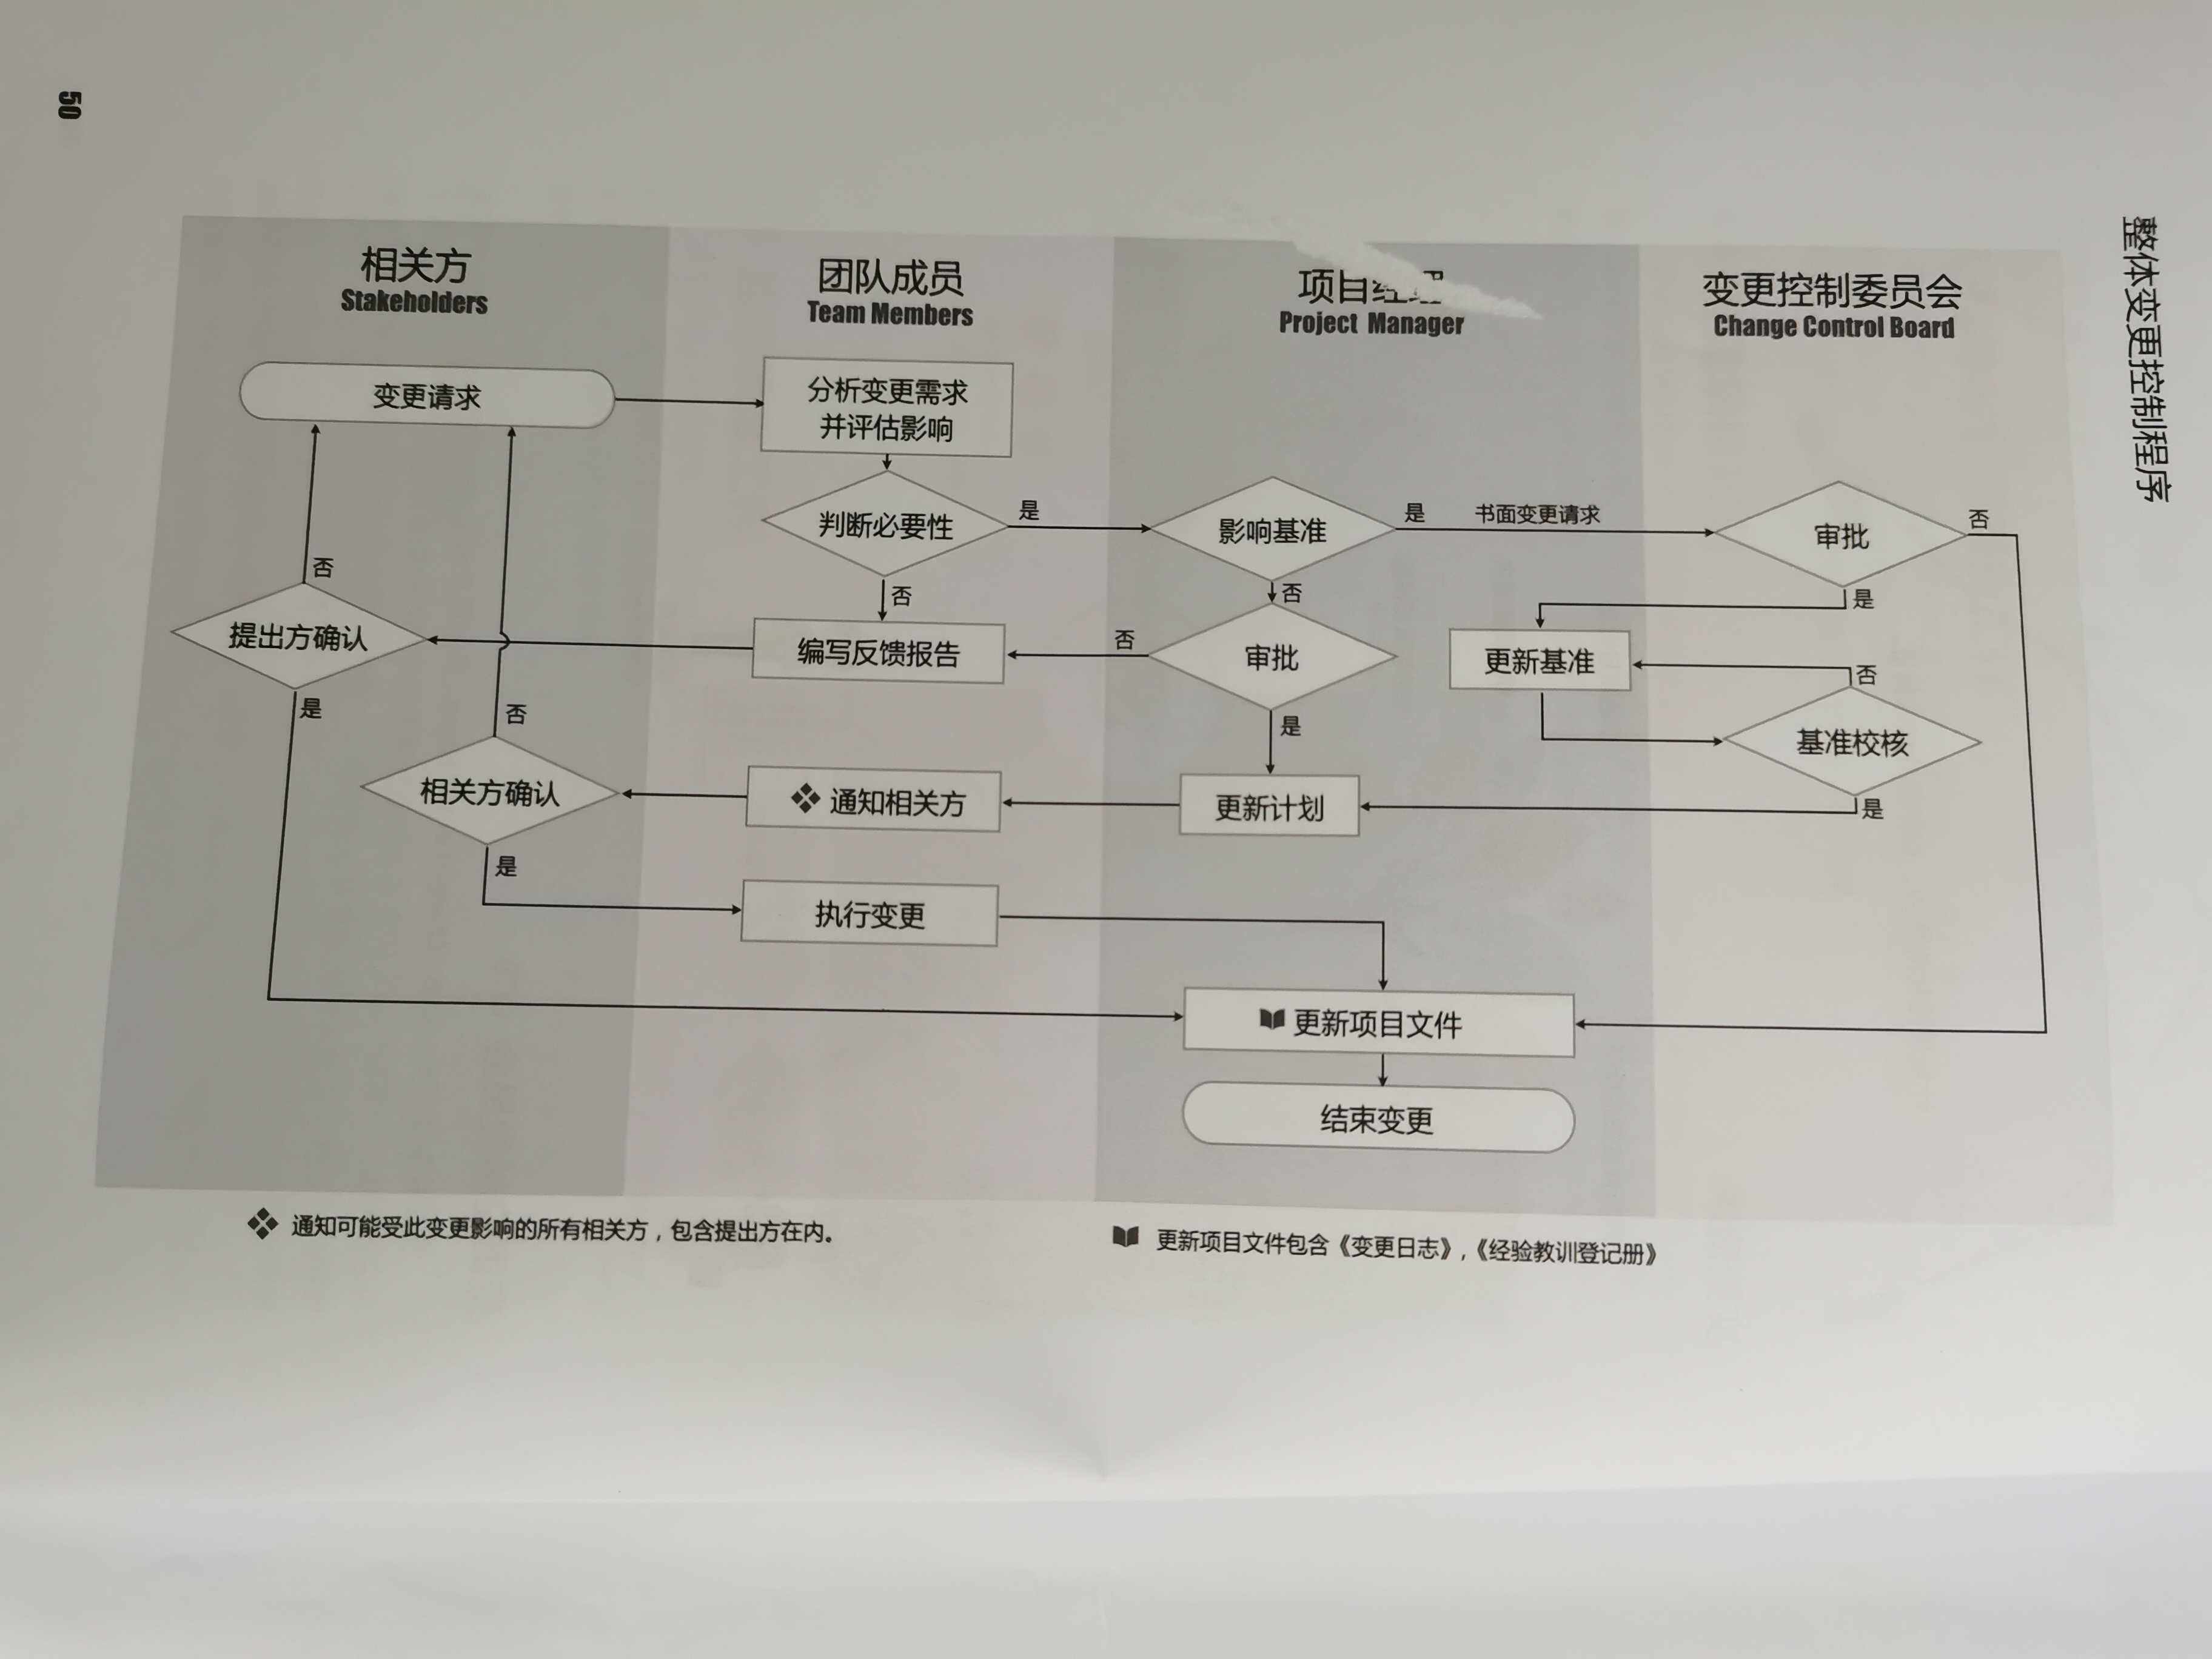 50
整体变更控制程序
相关方
Stakeholders
团队成员
Team Members
项目经理
Project Manager
变更控制委员会
Change Control Board
变更请求
分析变更需求
并评估影响
判断必要性
是
影响基准
是
书面变更请求
审批
否
否
否
否
是
提出方确认
编写反馈报告
否
审批
更新基准
否
是
否
是
基准校核
相关方确认
通知相关方
更新计划
是
是
执行变更
更新项目文件
结束变更
通知可能受此变更影响的所有相关方，包含提出方在内。
更新项目文件包含《变更日志》,《经验教训登记册》